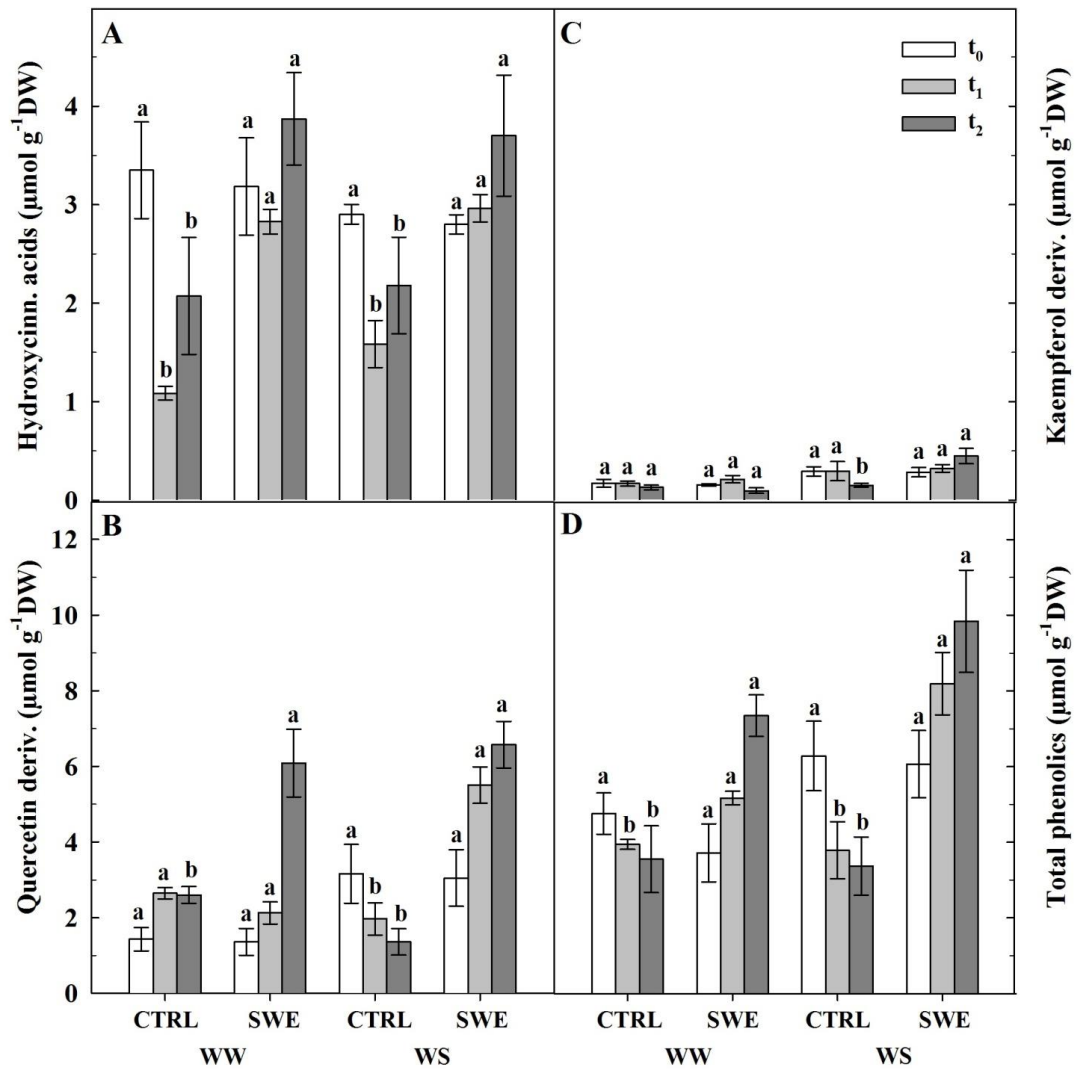 A
Hydroxycinn. acids (µmol g⁻¹DW)
4
3
2
1
0
a
b
b
a
a
a
a
b
b
a
a
a
C
t₀
t₁
t₂
Kaempferol deriv. (µmol g⁻¹DW)
a
a
a
a
a
a
a
a
b
a
a
a
B
Quercetin deriv. (µmol g⁻¹DW)
12
10
8
6
4
2
0
a
a
b
a
a
a
a
b
b
a
a
a
CTRL SWE CTRL SWE
WW WS
D
Total phenolics (µmol g⁻¹DW)
a
b
b
a
a
a
a
b
b
a
a
a
CTRL SWE CTRL SWE
WW WS